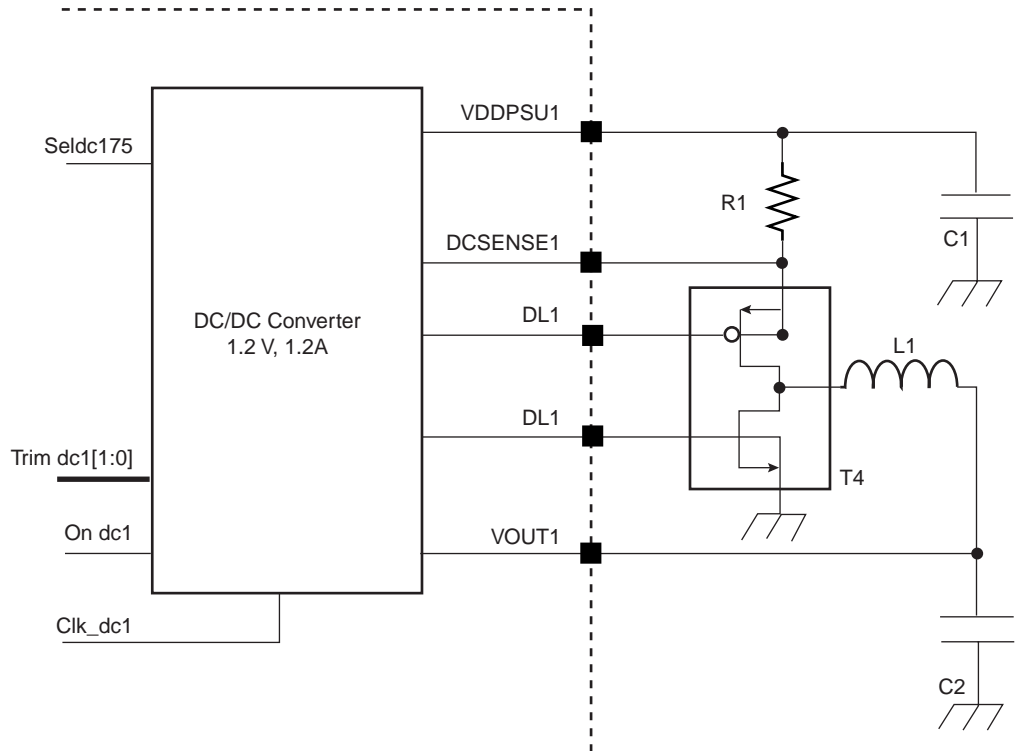 VDDPSU1
Seldc175
R1
C1
DCSENSE1
DC/DC Converter
1.2 V, 1.2A
DL1
L1
DL1
Trim dc1[1:0]
T4
On dc1
VOUT1
Clk_dc1
C2